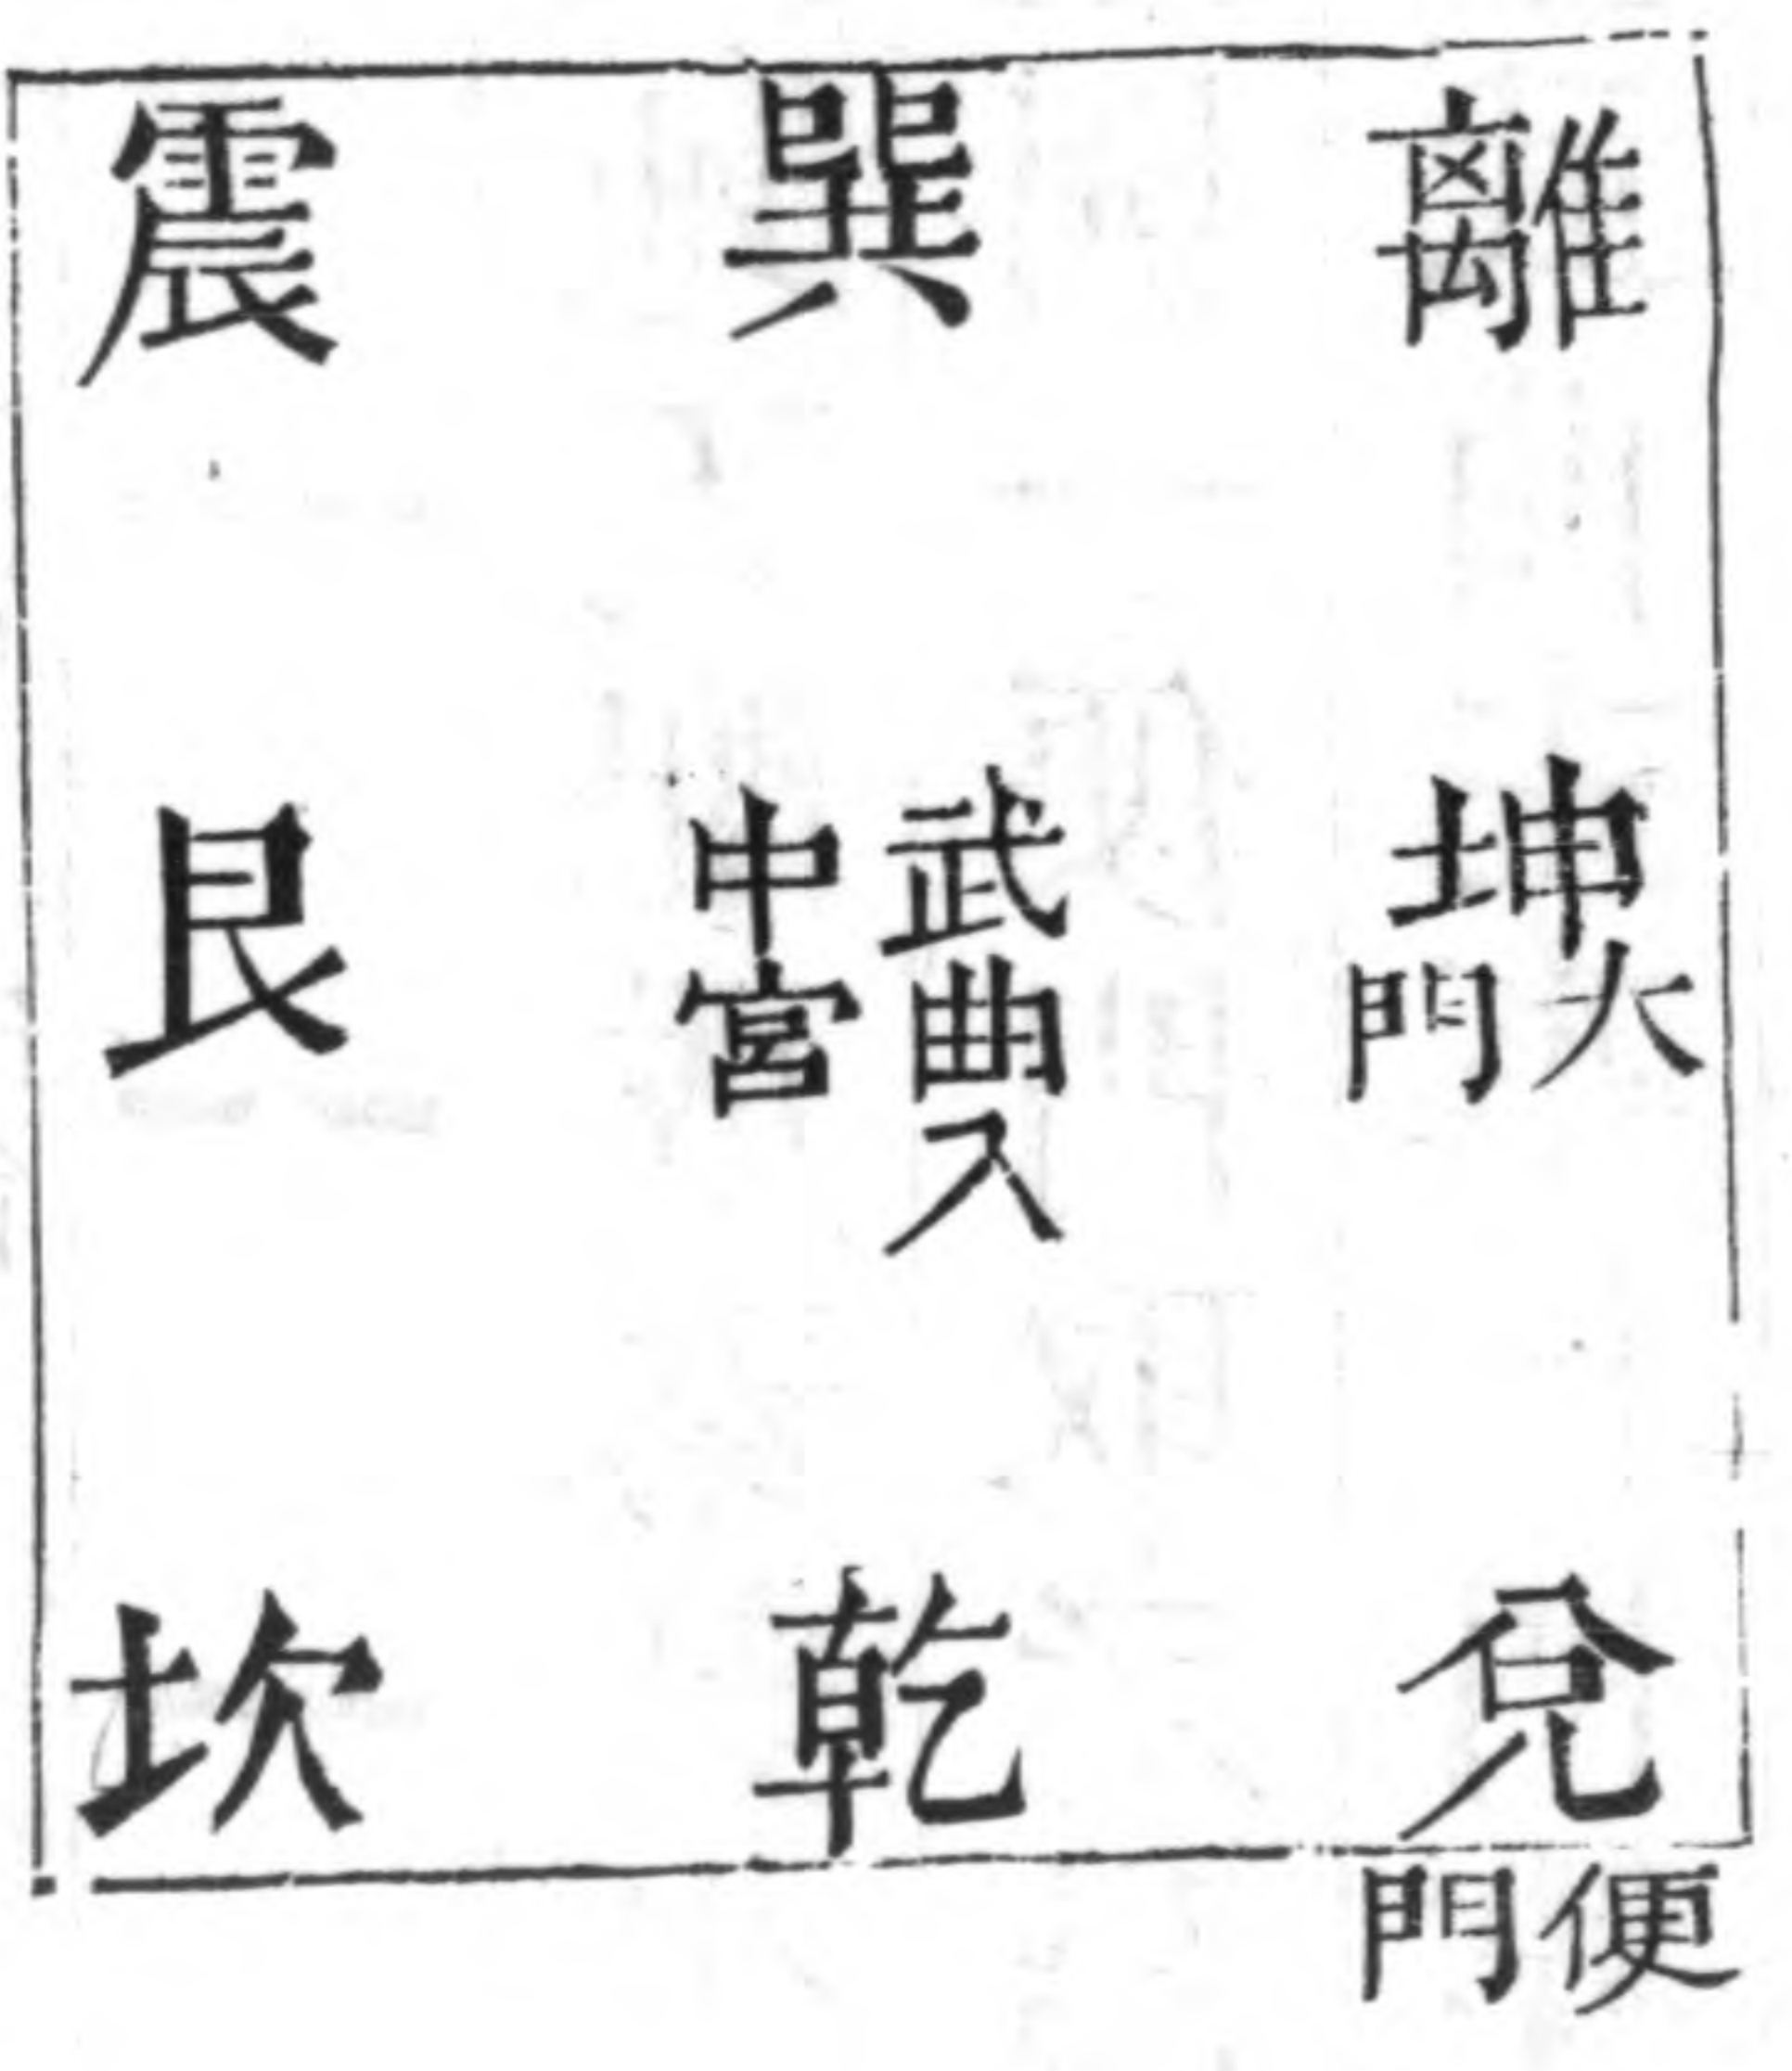 離
巽
震
坤
大門
武曲入
中宮
艮
兌
乾
坎
便門